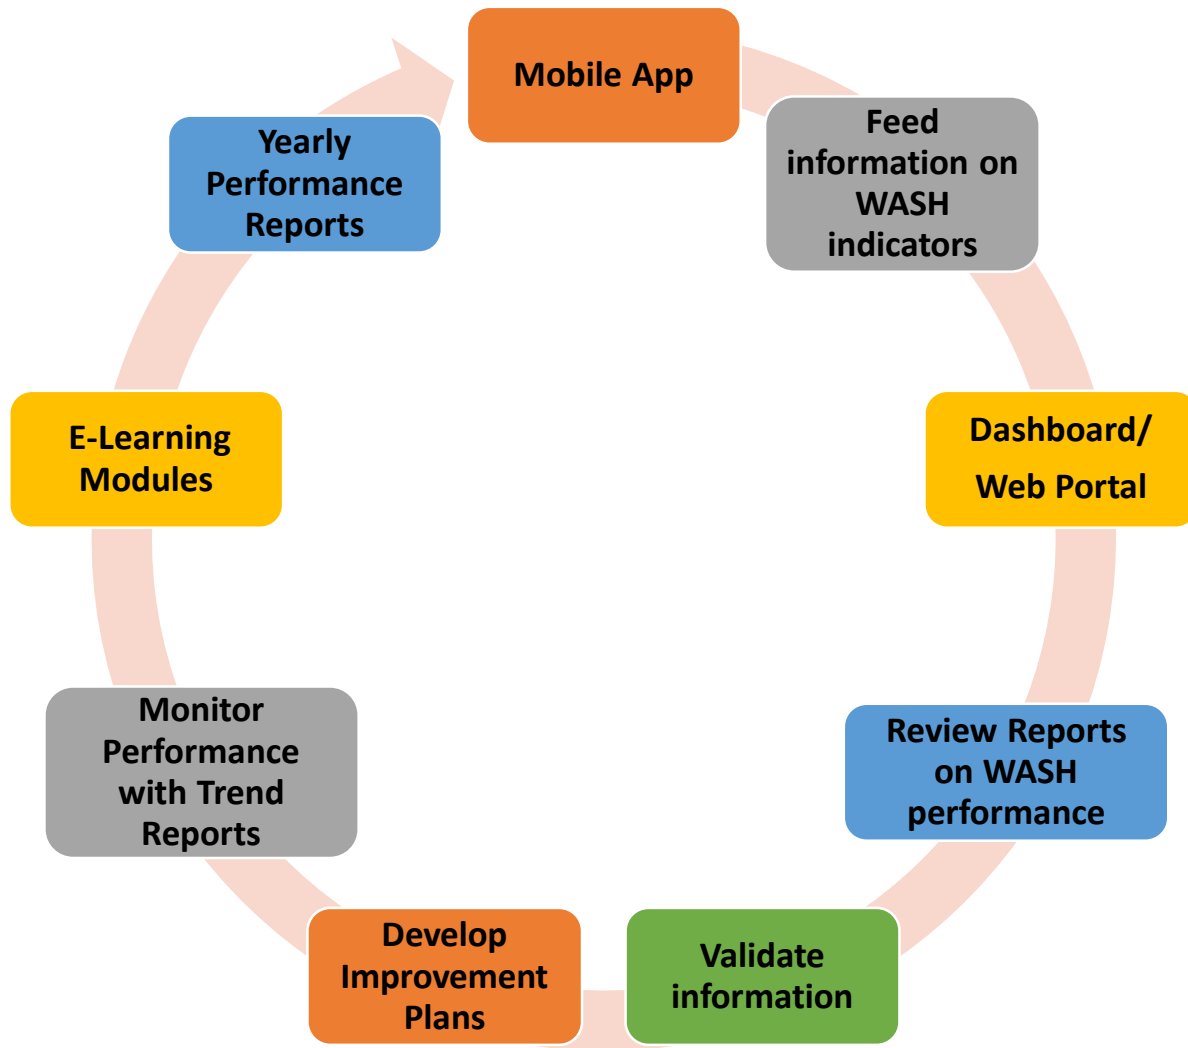 Mobile App
Feed
information on
WASH
indicators
Dashboard/
Web Portal
Review Reports
on WASH
performance
Validate
information
Develop
Improvement
Plans
Monitor
Performance
with Trend
Reports
E-Learning
Modules
Yearly
Performance
Reports